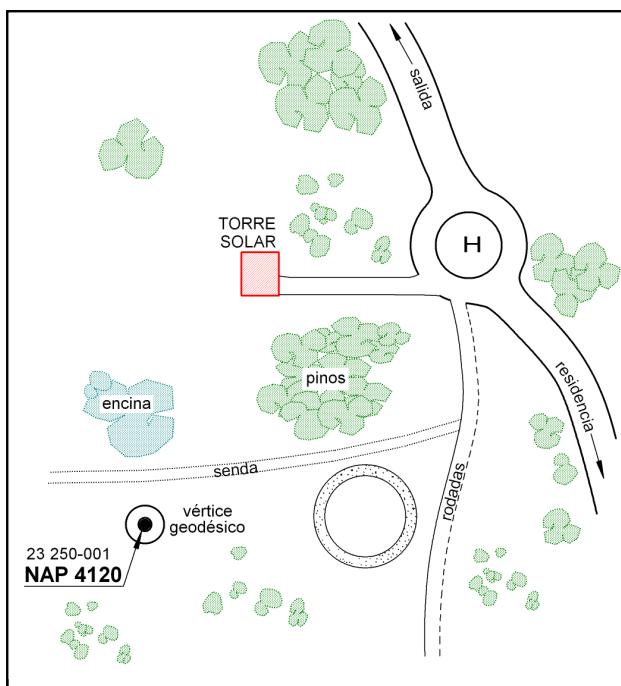 salida
TORRE
SOLAR
H
residencia
pinos
encina
senda
rodadas
vértice
geodésico
23 250-001
NAP 4120